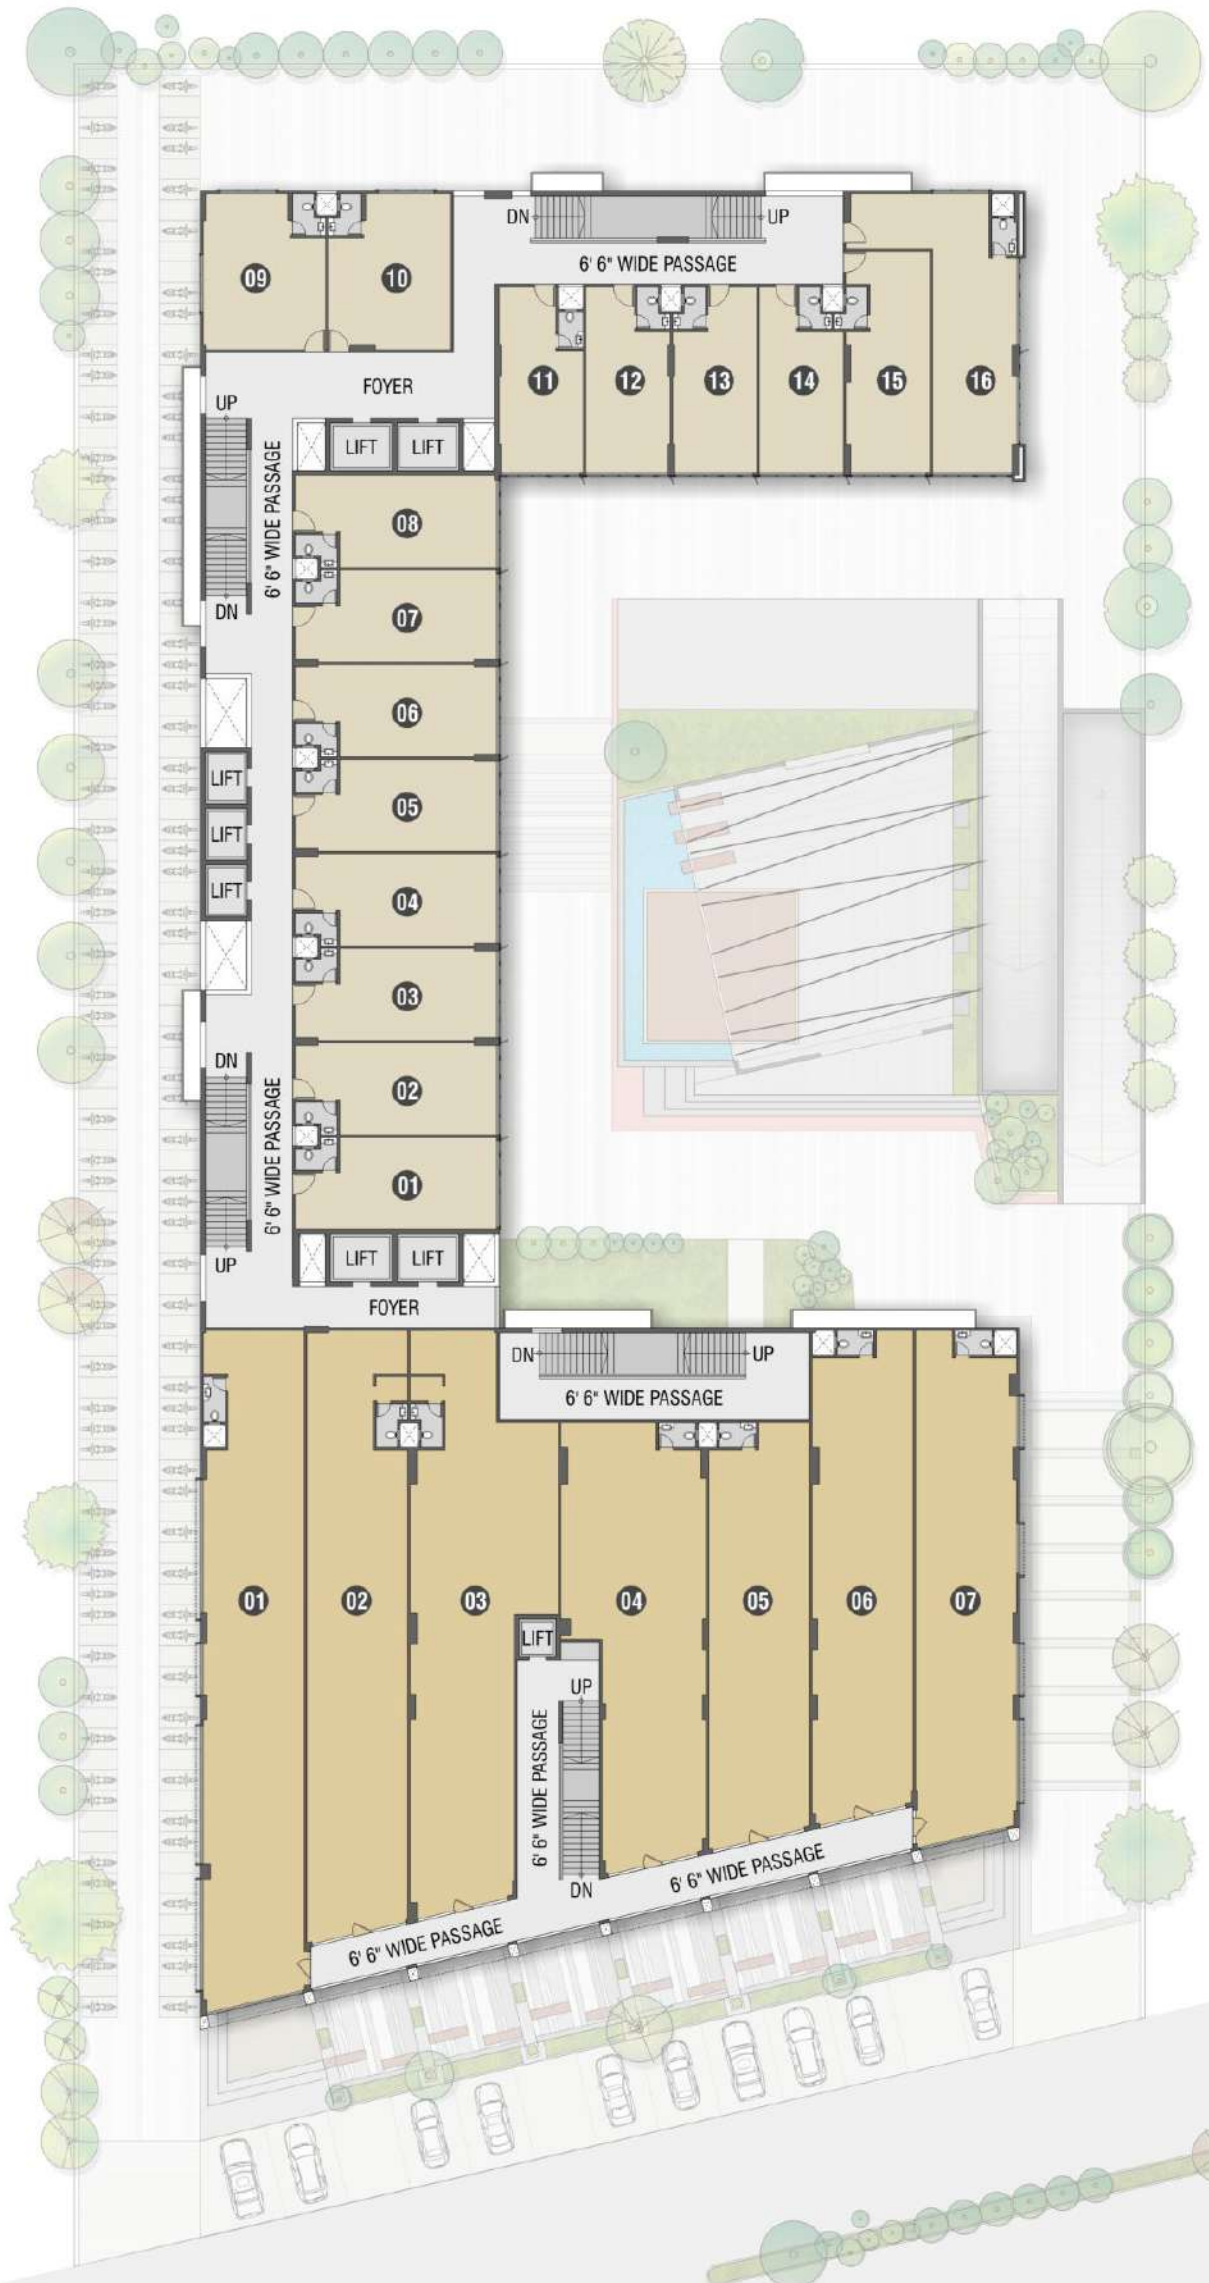 DN
UP
6' 6" WIDE PASSAGE
09
10
FOYER
11
12
13
14
15
16
UP
LIFT
LIFT
6' 6" WIDE PASSAGE
08
DN
07
06
LIFT
05
LIFT
LIFT
04
03
DN
02
6' 6" WIDE PASSAGE
01
UP
LIFT
LIFT
FOYER
DN
UP
6' 6" WIDE PASSAGE
01
02
03
04
05
06
07
LIFT
UP
6' 6" WIDE PASSAGE
DN
6' 6" WIDE PASSAGE
6' 6" WIDE PASSAGE